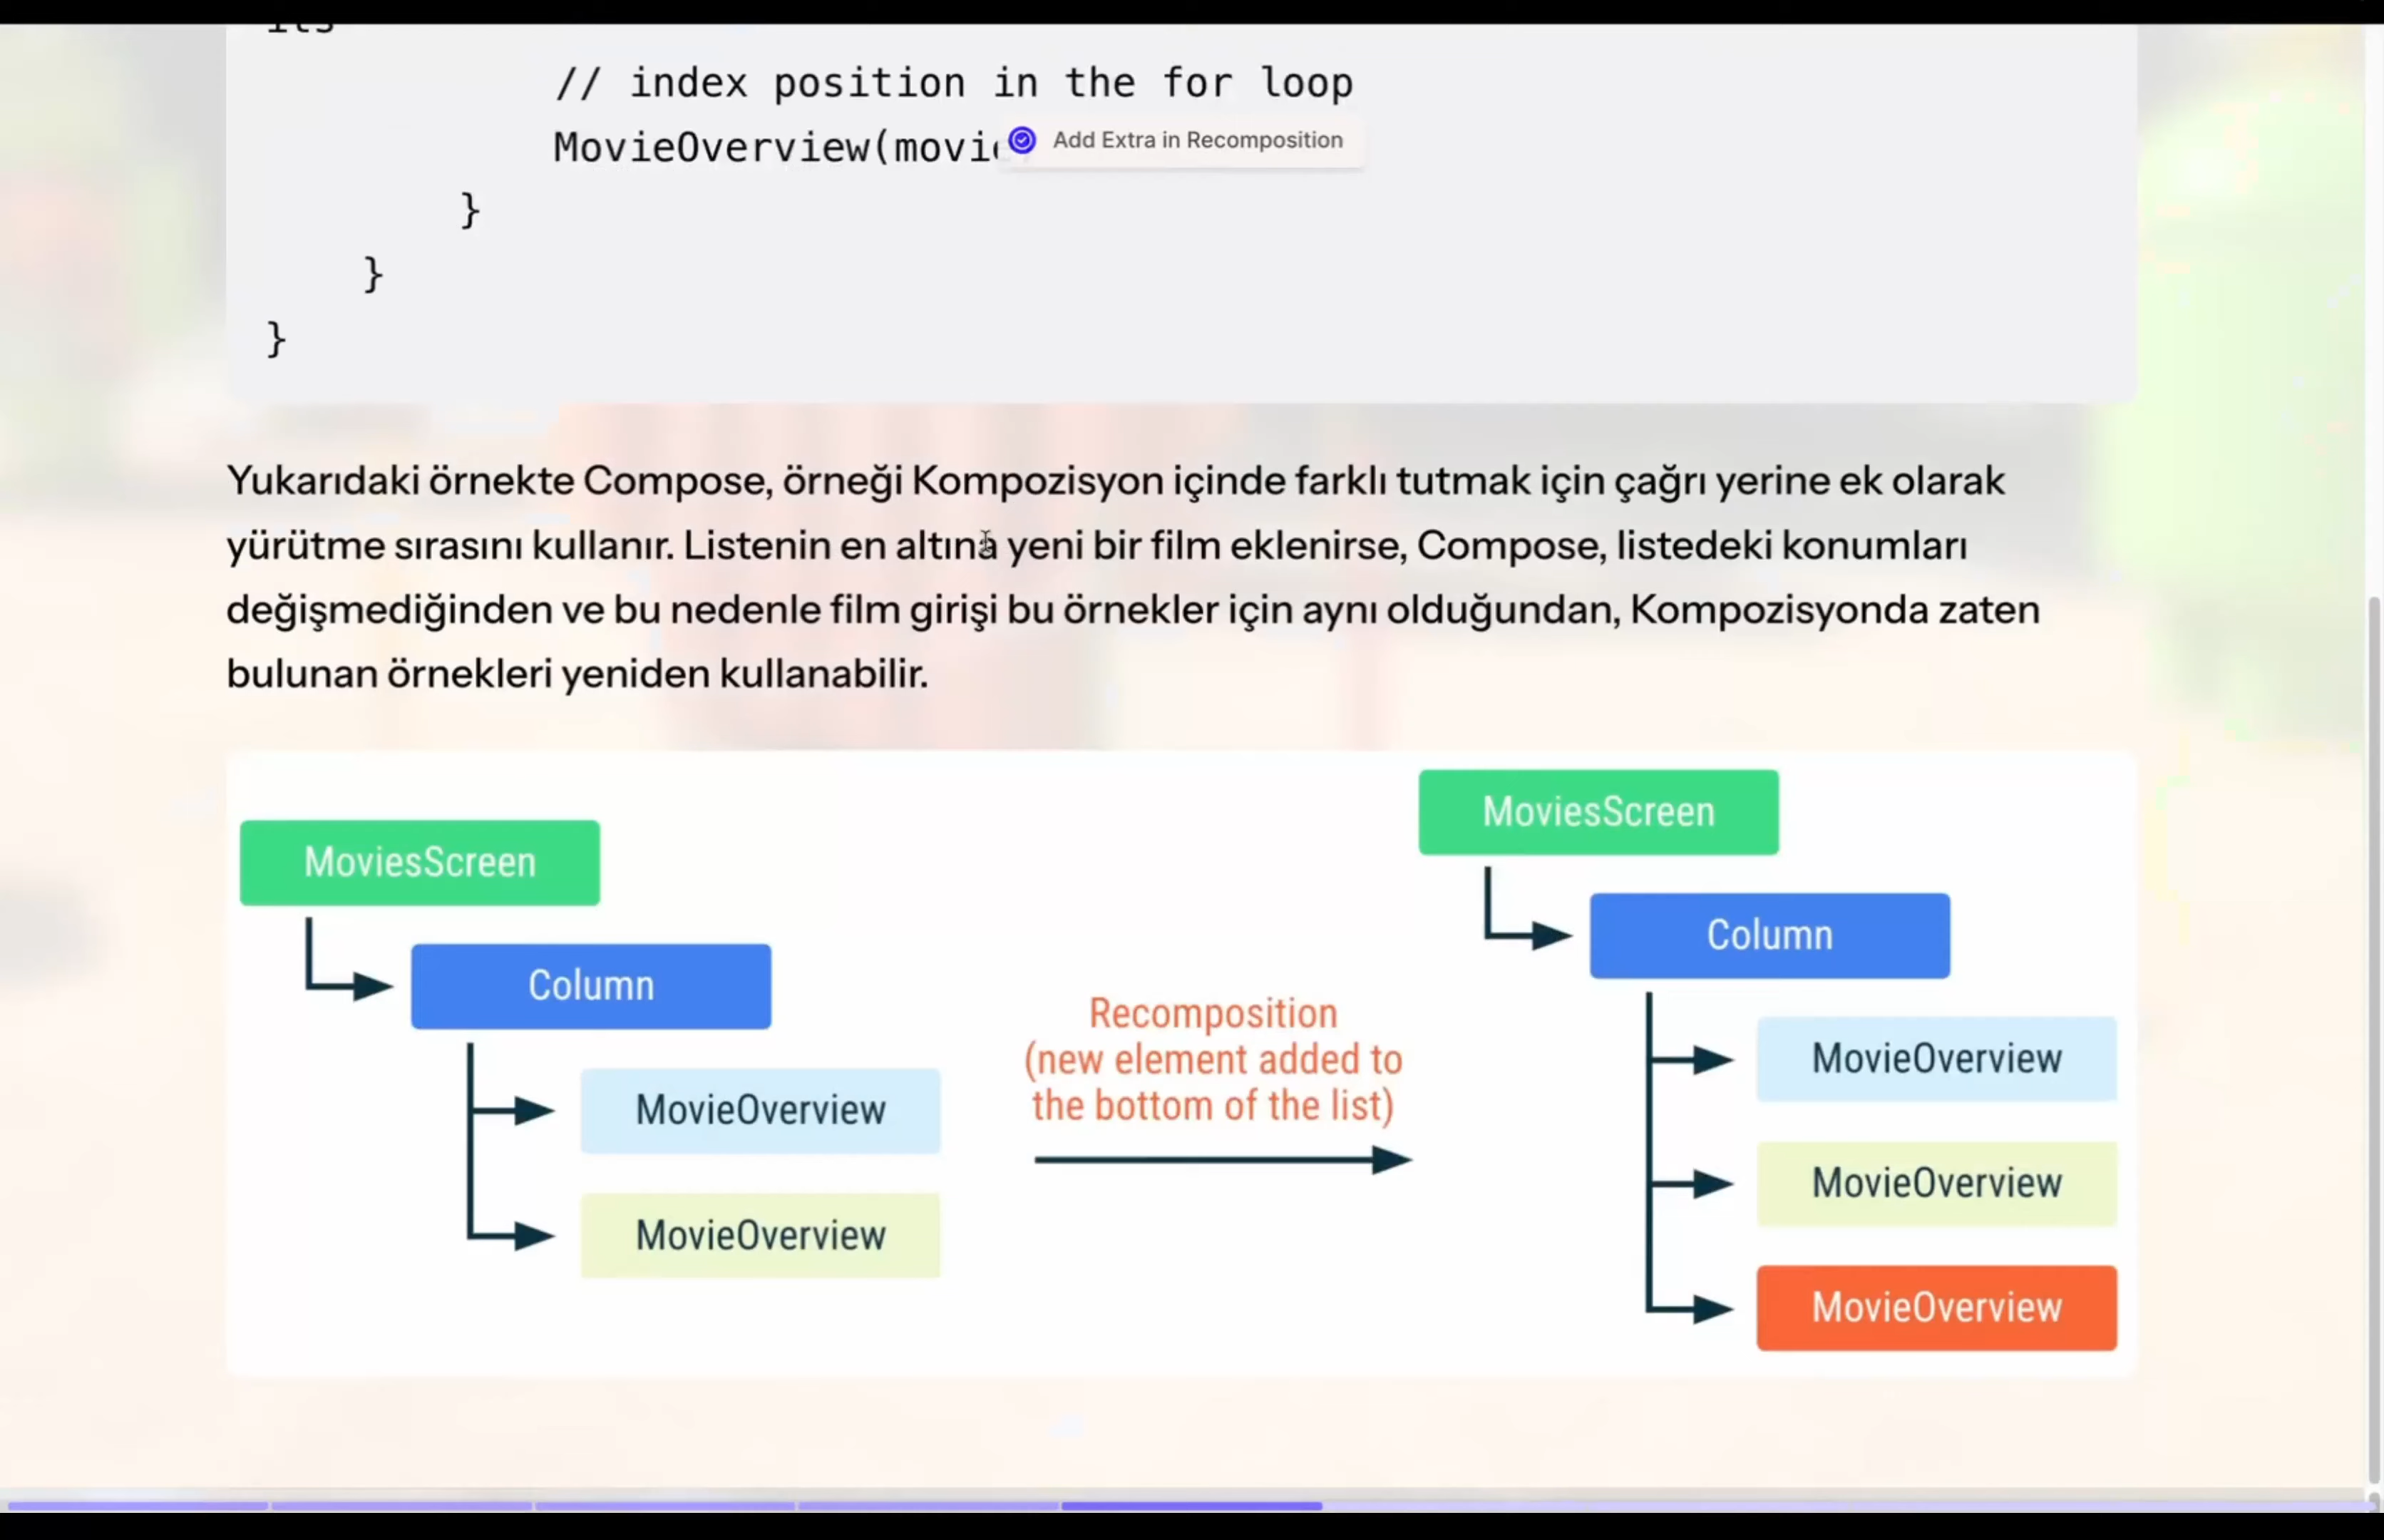 // index position in the for loop
MovieOverview(movie
Add Extra in Recomposition
}
}
}
Yukarıdaki örnekte Compose, örneği Kompozisyon içinde farklı tutmak için çağrı yerine ek olarak
yürütme sırasını kullanır. Listenin en altına yeni bir film eklenirse, Compose, listedeki konumları
değişmediğinden ve bu nedenle film girişi bu örnekler için aynı olduğundan, Kompozisyonda zaten
bulunan örnekleri yeniden kullanabilir.
MoviesScreen
Column
MovieOverview
MovieOverview
Recomposition
(new element added to
the bottom of the list)
MoviesScreen
Column
MovieOverview
MovieOverview
MovieOverview